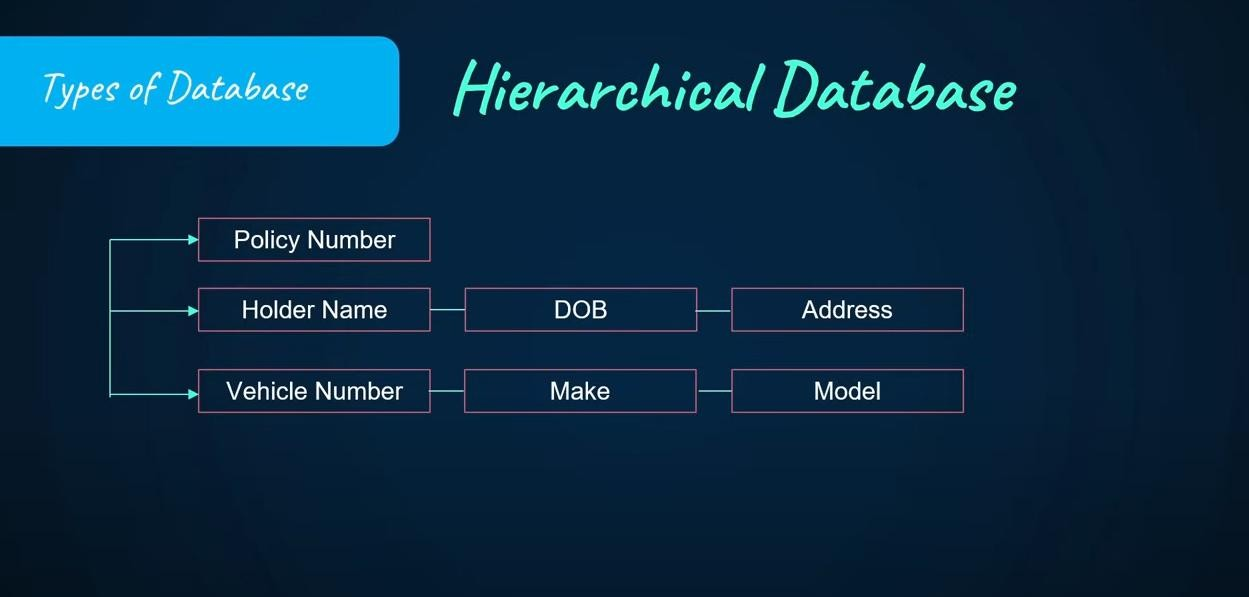 Types of Database
Hierarchical Database
Policy Number
Holder Name
DOB
Address
Vehicle Number
Make
Model